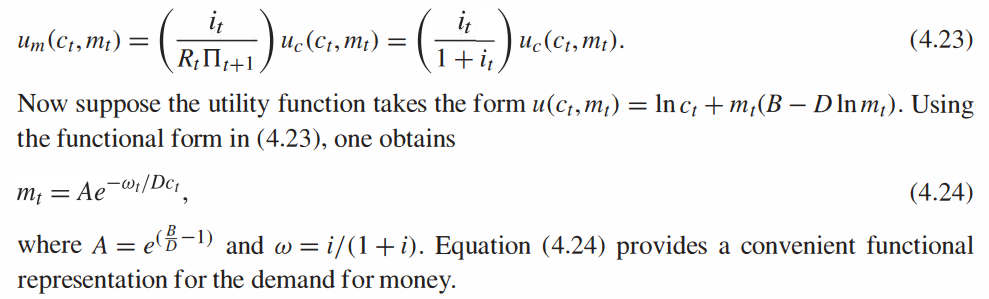 u_m(c_t, m_t) = (i_t / R_t Π_{t+1}) u_c(c_t, m_t) = (i_t / 1 + i_t) u_c(c_t, m_t). (4.23)
Now suppose the utility function takes the form u(c_t, m_t) = ln c_t + m_t(B − D ln m_t). Using
the functional form in (4.23), one obtains
m_t = Ae^{−ω_t/Dc_t}, (4.24)
where A = e^{(B/D −1)} and ω = i/(1 + i). Equation (4.24) provides a convenient functional
representation for the demand for money.